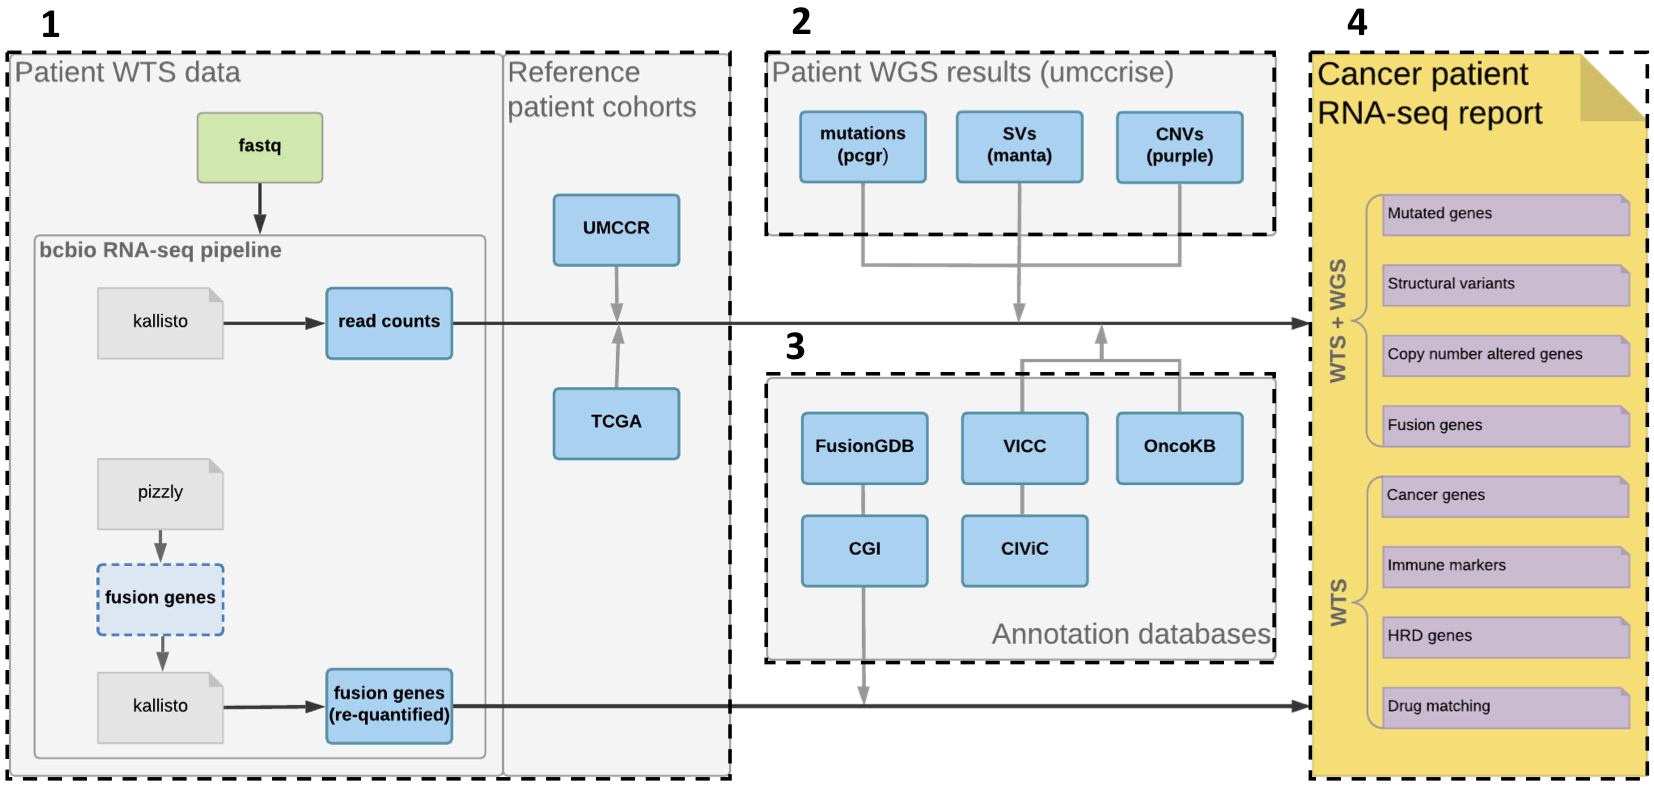 1
Patient WTS data
Reference
patient cohorts
fastq
bcbio RNA-seq pipeline
kallisto
read counts
pizzly
fusion genes
kallisto
fusion genes
(re-quantified)
UMCCR
TCGA
2
Patient WGS results (umccrise)
mutations
(pcgr)
SVs
(manta)
CNVs
(purple)
3
FusionGDB
VICC
OncoKB
CGI
CIViC
Annotation databases
4
Cancer patient
RNA-seq report
WTS + WGS
Mutated genes
Structural variants
Copy number altered genes
Fusion genes
WTS
Cancer genes
Immune markers
HRD genes
Drug matching